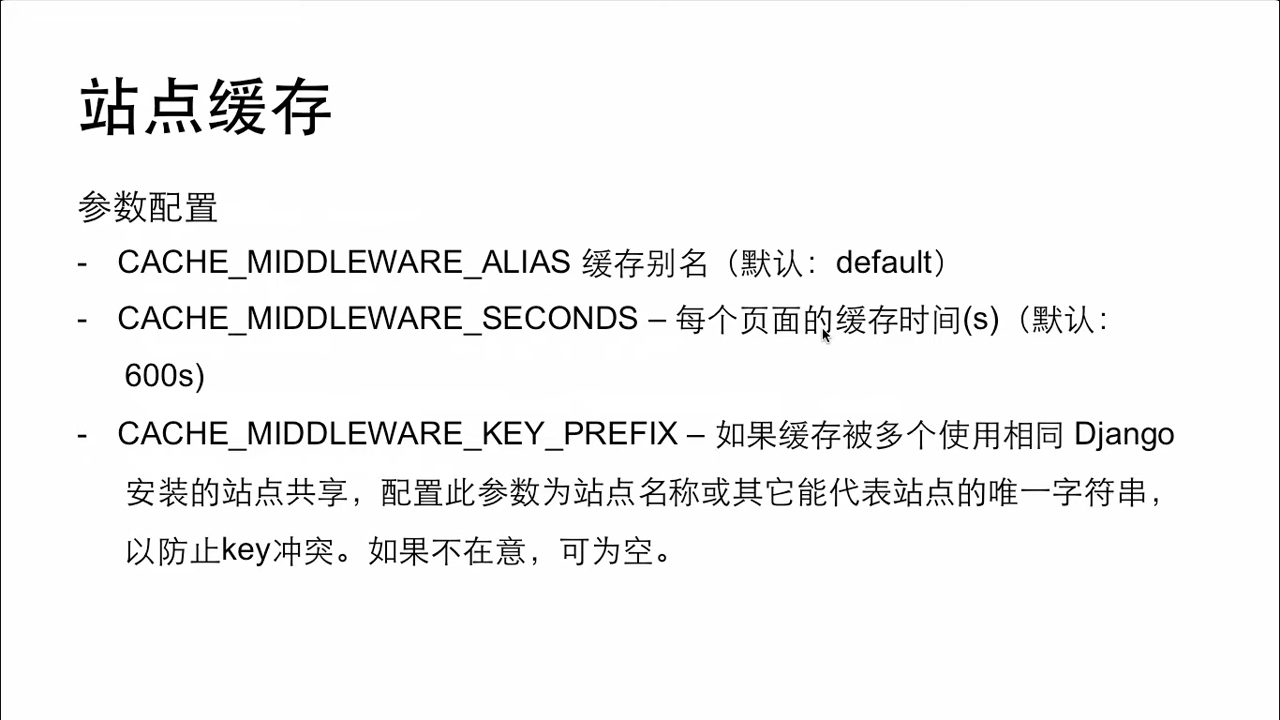 站点缓存
参数配置
- CACHE_MIDDLEWARE_ALIAS 缓存别名（默认：default）
- CACHE_MIDDLEWARE_SECONDS – 每个页面的缓存时间(s)（默认：
600s)
- CACHE_MIDDLEWARE_KEY_PREFIX – 如果缓存被多个使用相同 Django
安装的站点共享，配置此参数为站点名称或其它能代表站点的唯一字符串，
以防止key冲突。如果不在意，可为空。